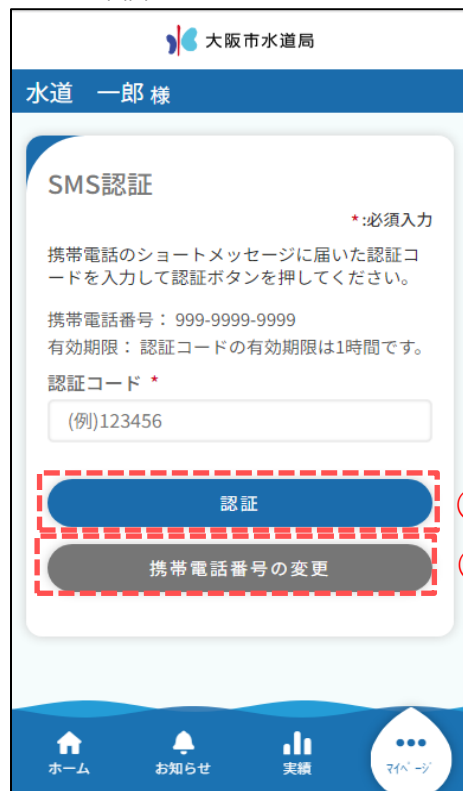 大阪市水道局
水道　一郎 様
SMS認証
*:必須入力
携帯電話のショートメッセージに届いた認証コ
ードを入力して認証ボタンを押してください。
携帯電話番号： 999-9999-9999
有効期限： 認証コードの有効期限は1時間です。
認証コード *
(例)123456
認証
携帯電話番号の変更
ホーム
お知らせ
実績
ﾏｲﾍﾟｰｼﾞ